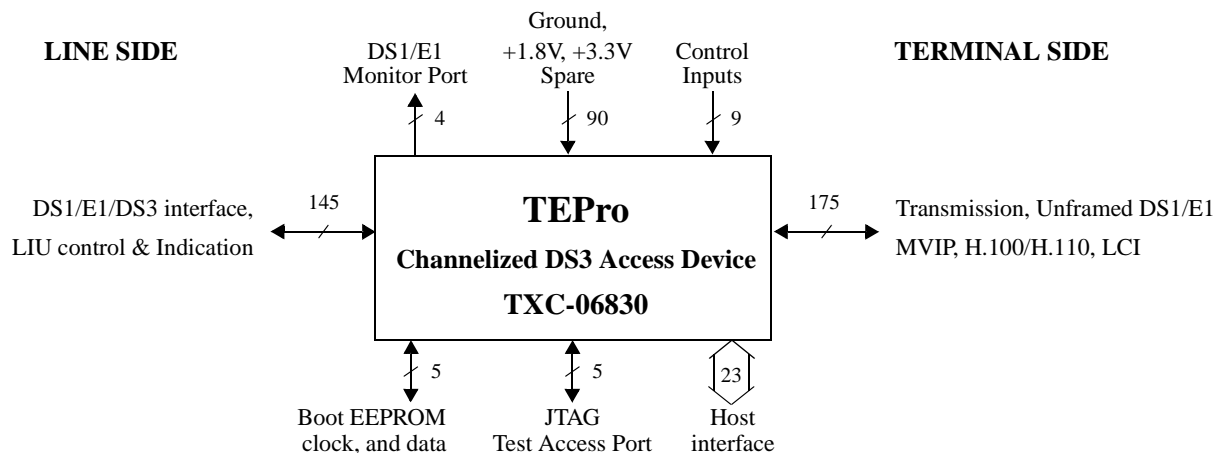 LINE SIDE
DS1/E1
Monitor Port
Ground,
+1.8V, +3.3V
Spare
Control
Inputs
TERMINAL SIDE
4
90
9
DS1/E1/DS3 interface,
LIU control & Indication
145
TEPro
Channelized DS3 Access Device
TXC-06830
175
Transmission, Unframed DS1/E1
MVIP, H.100/H.110, LCI
5
5
23
Boot EEPROM
clock, and data
JTAG
Test Access Port
Host
interface